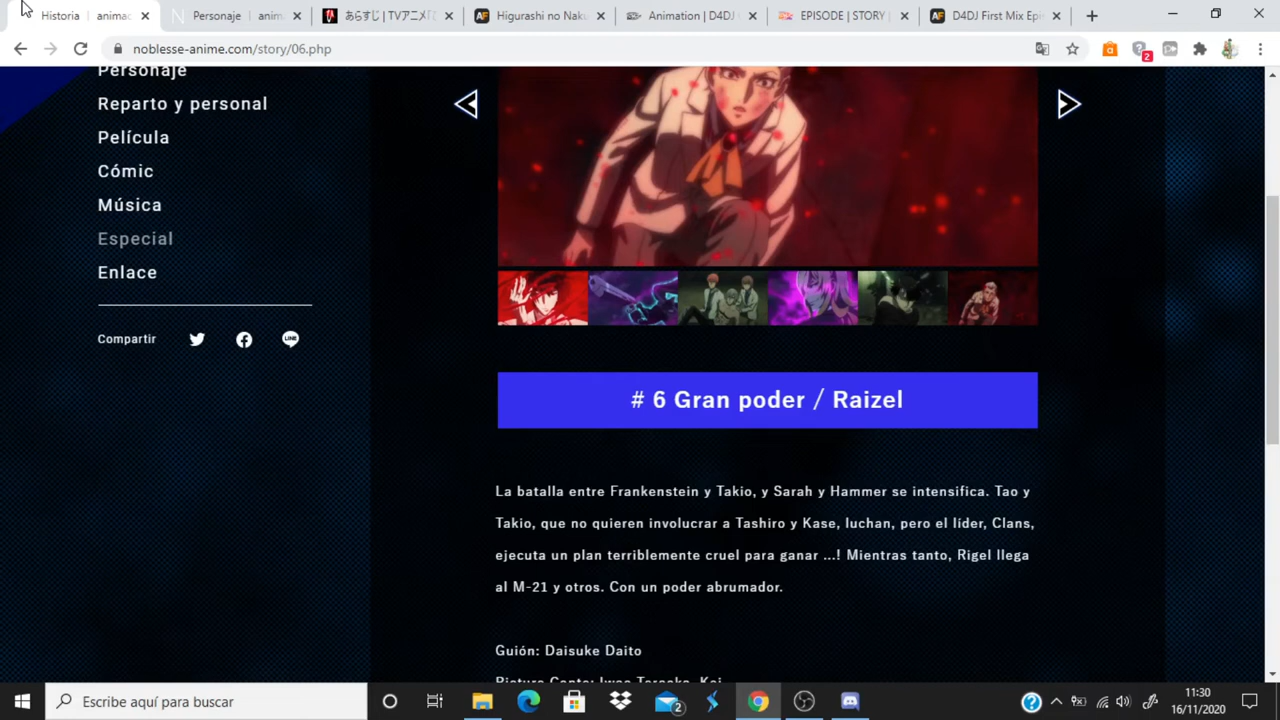 Historia | animac
Personaje | anim
あらすじ | TVアニメ「
Higurashi no Naku
Animation | D4DJ
EPISODE | STORY |
D4DJ First Mix Epi
noblesse-anime.com/story/06.php
2
Personaje
Reparto y personal
Película
Cómic
Música
Especial
Enlace
Compartir
LINE
# 6 Gran poder / Raizel
La batalla entre Frankenstein y Takio, y Sarah y Hammer se intensifica. Tao y
Takio, que no quieren involucrar a Tashiro y Kase, luchan, pero el líder, Clans,
ejecuta un plan terriblemente cruel para ganar ...! Mientras tanto, Rigel llega
al M-21 y otros. Con un poder abrumador.
Guión: Daisuke Daito
Escribe aquí para buscar
2
11:30
16/11/2020